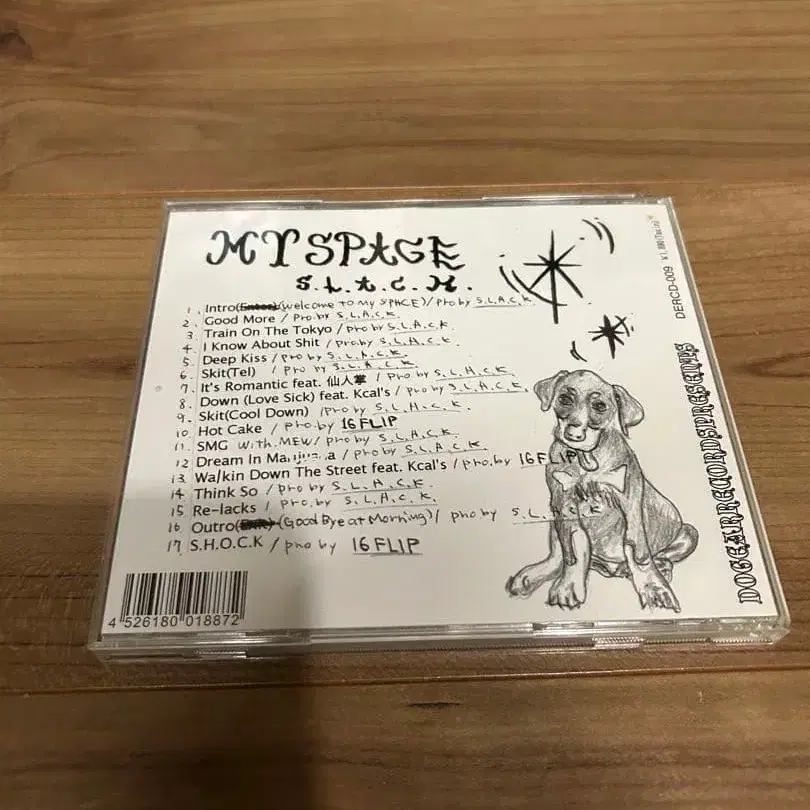 MY SPACE
S.L.A.C.K.
1. Intro(Enter)(Welcome to My SPACE)/pro by S.L.A.C.K.
2. Good More / Pro.by S.L.A.C.K.
3 Train On The Tokyo / pro by S.L.A.C.K.
4. I Know About Shit / pro.by S.L.A.C.K.
5. Deep Kiss / pro by S.L.A.C.K.
6. Skit(Tel) / pro by S.L.A.C.K
7. It's Romantic feat. 仙人掌 / pro.by S.L.A.C.K.
8. Down (Love Sick) feat. Kcal's / pro.by S.L.A.C.K.
9. Skit(Cool Down) /pro by S.L.A.C.K.
10 Hot Cake / pro.by 16FLIP
11. SMG with.MEW/ pro by S.L.A.C.K.
12 Dream In Marijuana / pro by S.L.A.C.K.
13 Wa/kin Down The Street feat. Kcal's / pro.by 16FLIP
14 Think So / pro by S.L.A.C.K.
15 Re-lacks / pro by S.L.A.C.K.
16 Outro(Good Bye at Morning)/ pro by S.L.A.C.K
17 S.H.O.C.K / pro by 16FLIP
4 526180 018872
DERCD-009
DOGEARRECORDSPRESENTS